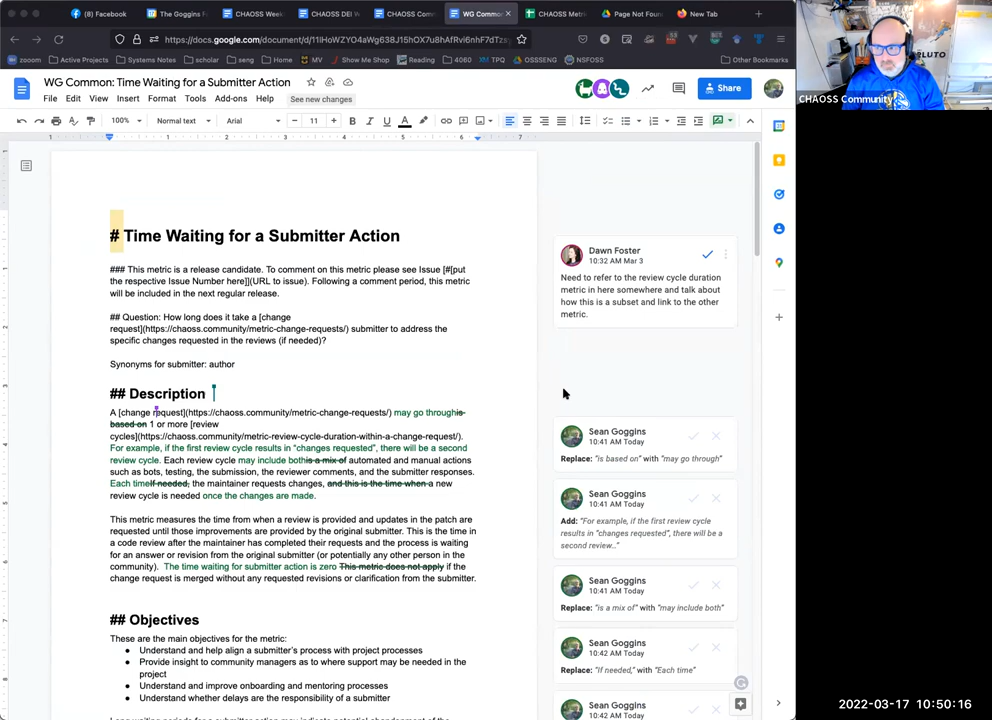 (8) Facebook
The Goggins F
CHAOSS Week
CHAOSS DEI W
CHAOSS Com
WG Common
CHAOSS Metri
Page Not Foun
New Tab
https://docs.google.com/document/d/
zooom
Active Projects
Systems Notes
scholar
seng
Home
MV
Show Me Shop
Reading
4060
TPQ
OSSSENG
NSFOSS
Other Bookmarks
WG Common: Time Waiting for a Submitter Action
File Edit View Insert Format Tools Add-ons Help
See new changes
Share
100% Normal text Arial 11
# Time Waiting for a Submitter Action
### This metric is a release candidate. To comment on this metric please see Issue [#[put
the respective Issue Number here]](URL to issue). Following a comment period, this metric
will be included in the next regular release.
## Question: How long does it take a [change
request](https://chaoss.community/metric-change-requests/) submitter to address the
specific changes requested in the reviews (if needed)?
Synonyms for submitter: author
## Description
A [change request](https://chaoss.community/metric-change-requests/) may go throughis
based on 1 or more [review
cycles](https://chaoss.community/metric-review-cycle-duration-within-a-change-request/).
For example, if the first review cycle results in "changes requested", there will be a second
review cycle. Each review cycle may include bothis a mix of automated and manual actions
such as bots, testing, the submission, the reviewer comments, and the submitter responses.
Each timeIf needed, the maintainer requests changes, and this is the time when a new
review cycle is needed once the changes are made.
This metric measures the time from when a review is provided and updates in the patch are
requested until those improvements are provided by the original submitter. This is the time in
a code review after the maintainer has completed their requests and the process is waiting
for an answer or revision from the original submitter (or potentially any other person in the
community). The time waiting for submitter action is zero This metric does not apply if the
change request is merged without any requested revisions or clarification from the submitter.
## Objectives
These are the main objectives for the metric:
● Understand and help align a submitter's process with project processes
● Provide insight to community managers as to where support may be needed in the
project
● Understand and improve onboarding and mentoring processes
● Understand whether delays are the responsibility of a submitter
Dawn Foster
10:32 AM Mar 3
Need to refer to the review cycle duration
metric in here somewhere and talk about
how this is a subset and link to the other
metric.
Sean Goggins
10:41 AM Today
Replace: "is based on" with "may go through"
Sean Goggins
10:41 AM Today
Add: "For example, if the first review cycle
results in "changes requested", there will be a
second review..."
Sean Goggins
10:41 AM Today
Replace: "is a mix of" with "may include both"
Sean Goggins
10:42 AM Today
Replace: "If needed," with "Each time"
Sean Goggins
10:42 AM Today
CHAOSS Community
2022-03-17 10:50:16